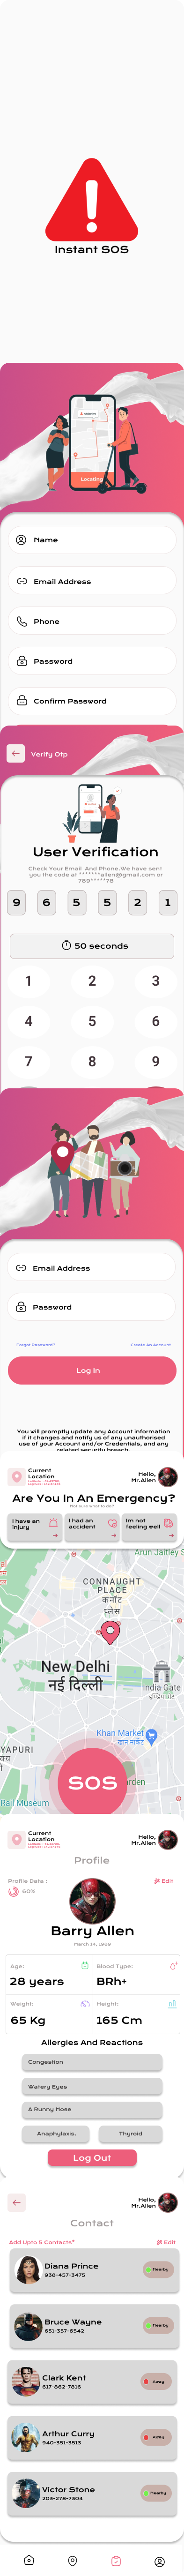 Instant SOS
Locating
Name
Email Address
Phone
Password
Confirm Password
Verify Otp
User Verification
Check Your Email And Phone.We have sent
you the code at *******allen@gmail.com or
789*****78
9 6 5 5 2 1
50 seconds
1 2 3
4 5 6
7 8 9
Email Address
Password
Forgot Password?
Create An Account
Log In
You will promptly update your Account information
if it changes and notify us of any unauthorised
use of your Account and/or Credentials, and any
related security breach.
Current
Location
Hello,
Mr.Allen
Are You In An Emergency?
Not sure what to do?
I have an
injury
I had an
accident
Im not
feeling well
Arun Jaitley S
CONNAUGHT
PLACE
कनॉट
प्लेस
New Delhi
नई दिल्ली
India Gate
इण्डिया गेट
Khan Market
खान मार्केट
YAPURI
Rail Museum
SOS
arden
Current
Location
Hello,
Mr.Allen
Profile
Profile Data :
60%
Edit
Barry Allen
March 14, 1989
Age:
28 years
Blood Type:
BRh+
Weight:
65 Kg
Height:
165 Cm
Allergies And Reactions
Congestion
Watery Eyes
A Runny Nose
Anaphylaxis.
Thyroid
Log Out
Hello,
Mr.Allen
Contact
Add Upto 5 Contacts*
Edit
Diana Prince
938-457-3475
Nearby
Bruce Wayne
651-357-6542
Nearby
Clark Kent
617-862-7816
Away
Arthur Curry
940-351-3513
Away
Victor Stone
203-278-7304
Nearby